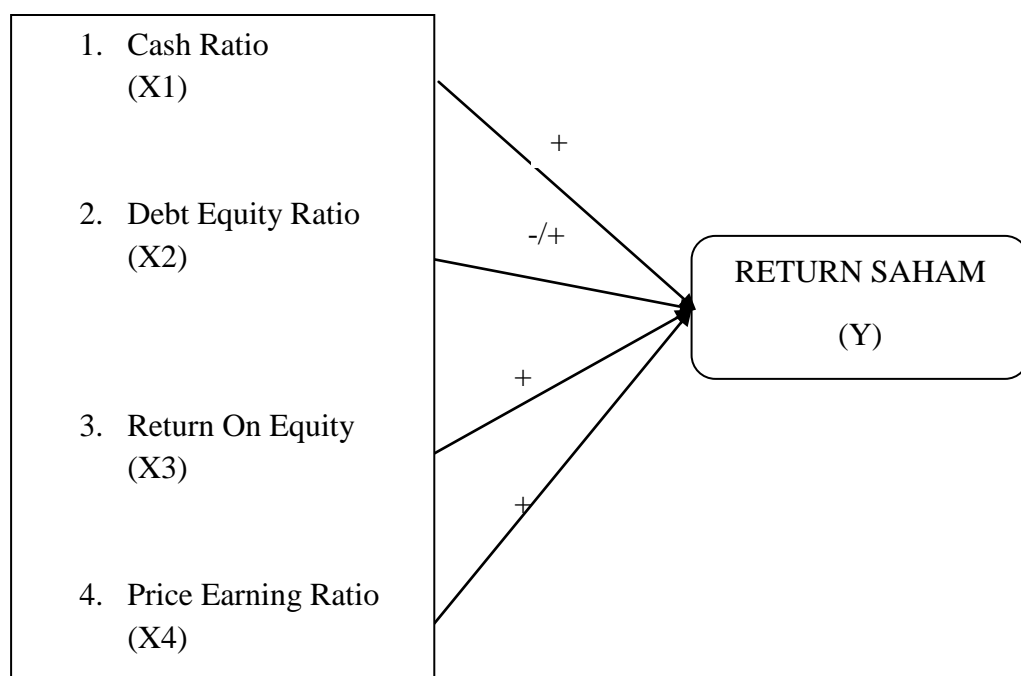 1. Cash Ratio
(X1)
+
2. Debt Equity Ratio
(X2)
-/+
RETURN SAHAM
(Y)
+
3. Return On Equity
(X3)
+
4. Price Earning Ratio
(X4)